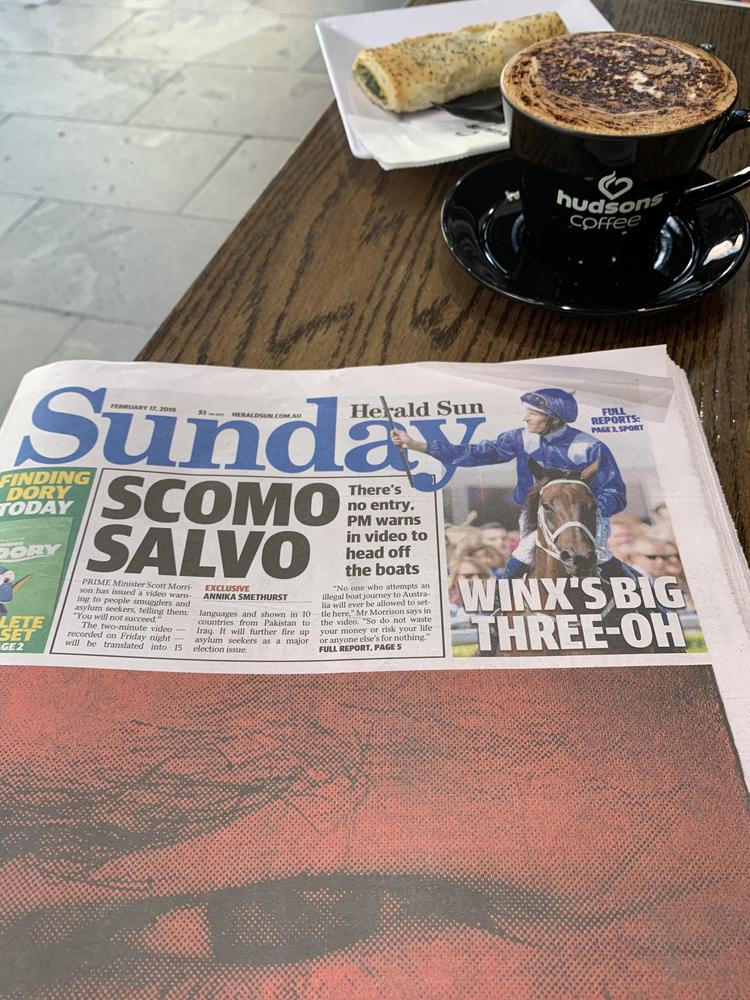 hudsons
coffee
FEBRUARY 17, 2019
$3
HERALDSUN.COM.AU
Herald Sun
Sunday
FULL
REPORTS:
PAGE 3, SPORT
FINDING
DORY
TODAY
DORY
LETE
SET
GE 2
SCOMO
SALVO
There's
no entry,
PM warns
in video to
head off
the boats
PRIME Minister Scott Morri-
son has issued a video warn-
ing to people smugglers and
asylum seekers, telling them:
"You will not succeed."
The two-minute video —
recorded on Friday night —
will be translated into 15
EXCLUSIVE
ANNIKA SMETHURST
languages and shown in 10
countries from Pakistan to
Iraq. It will further fire up
asylum seekers as a major
election issue.
"No one who attempts an
illegal boat journey to Austra-
lia will ever be allowed to set-
tle here," Mr Morrison says in
the video. "So do not waste
your money or risk your life
or anyone else's for nothing."
FULL REPORT, PAGE 5
WINX'S BIG
THREE-OH